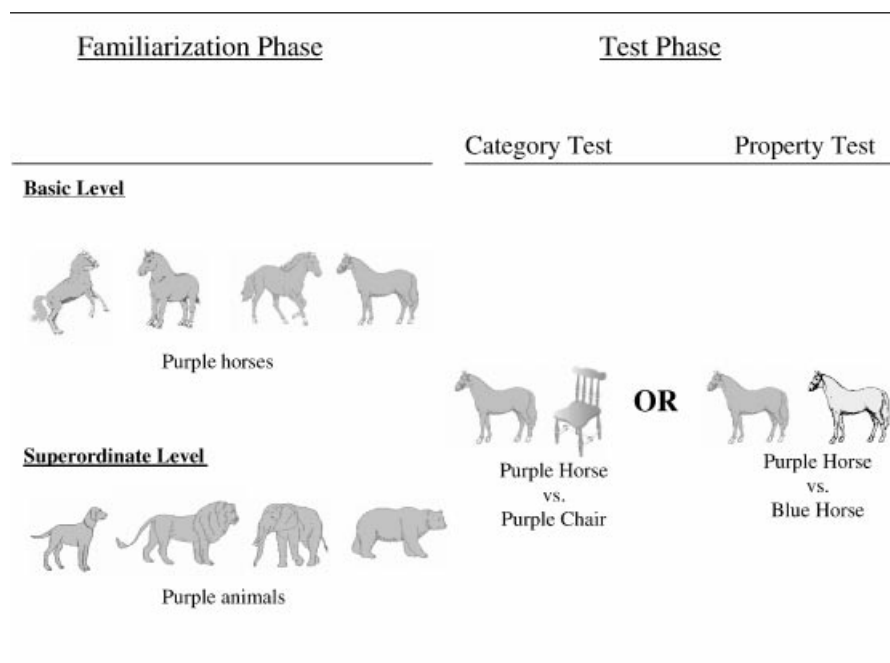 Familiarization Phase
Test Phase
Category Test
Property Test
Basic Level
Purple horses
OR
Purple Horse
vs.
Purple Chair
Purple Horse
vs.
Blue Horse
Superordinate Level
Purple animals